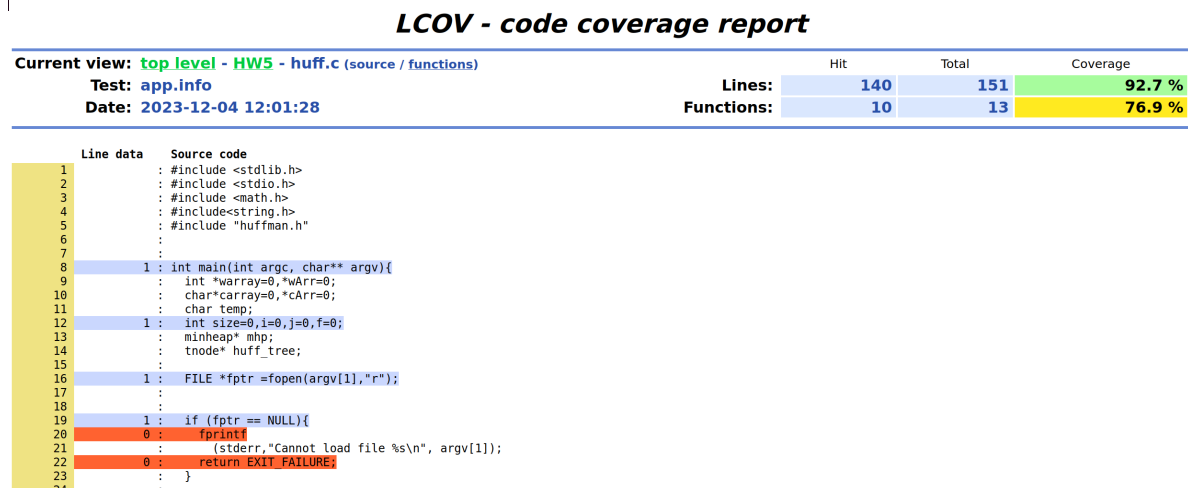 LCOV - code coverage report
Current view: top level - HW5 - huff.c (source / functions) Hit Total Coverage
Test: app.info Lines: 140 151 92.7 %
Date: 2023-12-04 12:01:28 Functions: 10 13 76.9 %
Line data Source code
1 : #include <stdlib.h>
2 : #include <stdio.h>
3 : #include <math.h>
4 : #include<string.h>
5 : #include "huffman.h"
6 :
7 :
8 1 : int main(int argc, char** argv){
9 : int *warray=0,*wArr=0;
10 : char*carray=0,*cArr=0;
11 : char temp;
12 1 : int size=0,i=0,j=0,f=0;
13 : minheap* mhp;
14 : tnode* huff_tree;
15 :
16 1 : FILE *fptr =fopen(argv[1],"r");
17 :
18 :
19 1 : if (fptr == NULL){
20 0 : fprintf
21 : (stderr,"Cannot load file %s\n", argv[1]);
22 0 : return EXIT_FAILURE;
23 : }